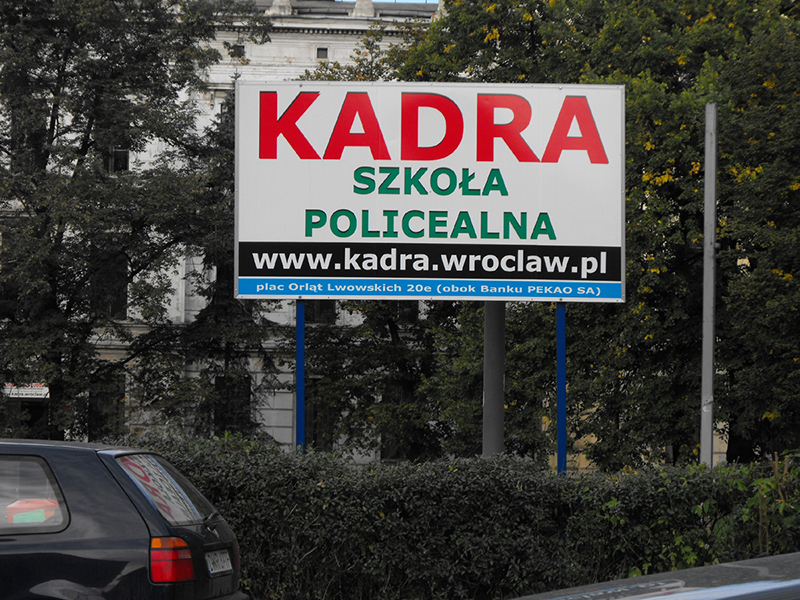 KADRA
SZKOŁA
POLICEALNA
www.kadra.wroclaw.pl
plac Orląt Lwowskich 20e (obok Banku PEKAO SA)